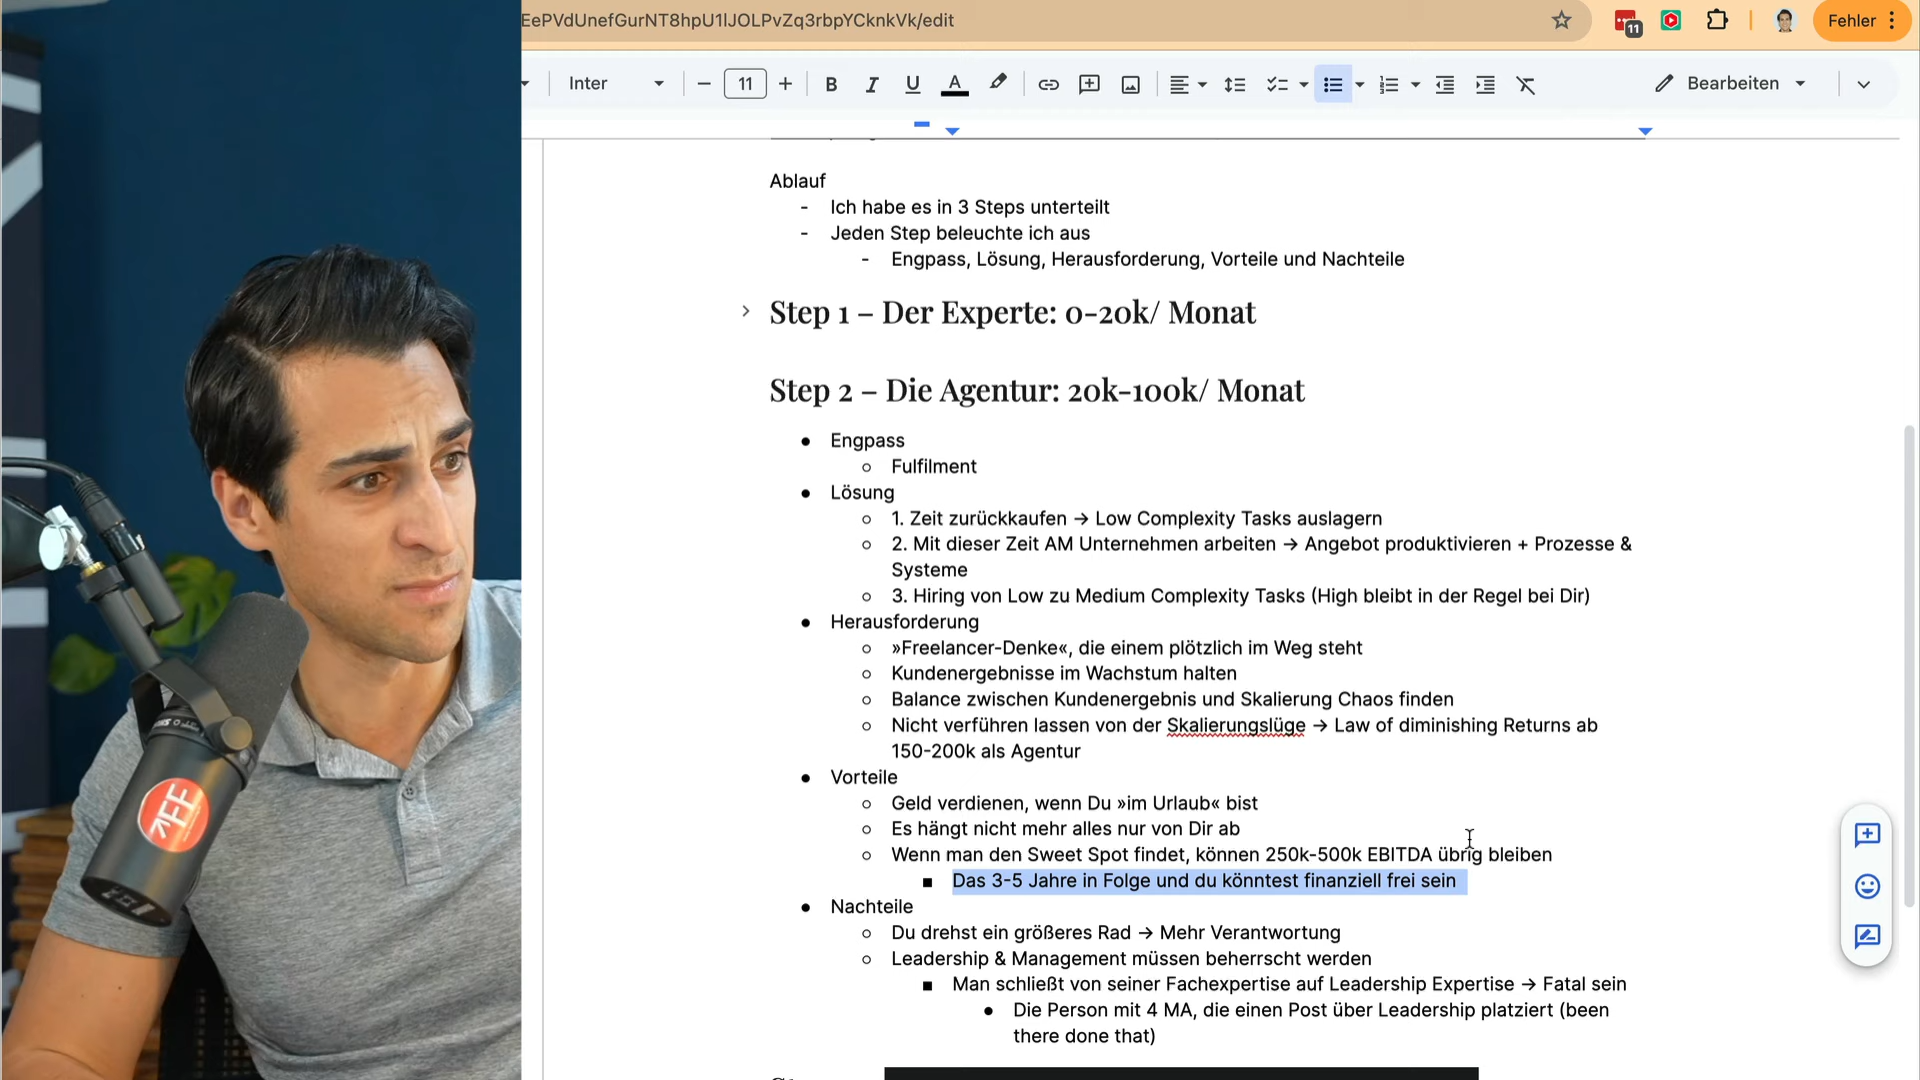 EePVdUnefGurNT8hpU1lJOLPvZq3rbpYCknkVk/edit
11
Fehler
Inter
11
B I U A
Bearbeiten
Ablauf
- Ich habe es in 3 Steps unterteilt
- Jeden Step beleuchte ich aus
- Engpass, Lösung, Herausforderung, Vorteile und Nachteile
Step 1 – Der Experte: 0-20k/ Monat
Step 2 – Die Agentur: 20k-100k/ Monat
● Engpass
○ Fulfilment
● Lösung
○ 1. Zeit zurückkaufen → Low Complexity Tasks auslagern
○ 2. Mit dieser Zeit AM Unternehmen arbeiten → Angebot produktivieren + Prozesse &
Systeme
○ 3. Hiring von Low zu Medium Complexity Tasks (High bleibt in der Regel bei Dir)
● Herausforderung
○ »Freelancer-Denke«, die einem plötzlich im Weg steht
○ Kundenergebnisse im Wachstum halten
○ Balance zwischen Kundenergebnis und Skalierung Chaos finden
○ Nicht verführen lassen von der Skalierungslüge → Law of diminishing Returns ab
150-200k als Agentur
● Vorteile
○ Geld verdienen, wenn Du »im Urlaub« bist
○ Es hängt nicht mehr alles nur von Dir ab
○ Wenn man den Sweet Spot findet, können 250k-500k EBITDA übrig bleiben
■ Das 3-5 Jahre in Folge und du könntest finanziell frei sein
● Nachteile
○ Du drehst ein größeres Rad → Mehr Verantwortung
○ Leadership & Management müssen beherrscht werden
■ Man schließt von seiner Fachexpertise auf Leadership Expertise → Fatal sein
● Die Person mit 4 MA, die einen Post über Leadership platziert (been
there done that)